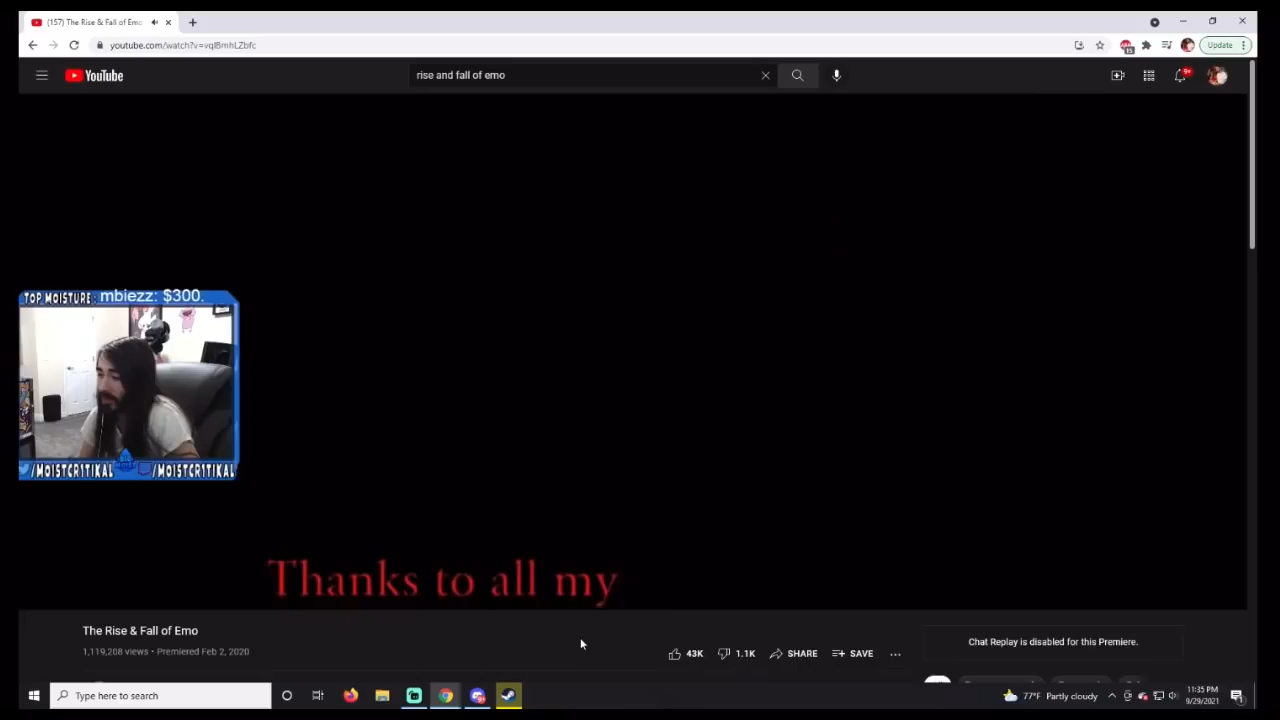 (157) The Rise & Fall of Emo
youtube.com/watch?v=vqIBmhLZbfc
Update
YouTube
rise and fall of emo
9+
TOP MOISTURE: mbiezz: $300.
/MOISTCR1TIKAL /MOISTCR1TIKAL
Thanks to all my
The Rise & Fall of Emo
1,119,208 views • Premiered Feb 2, 2020
43K 1.1K SHARE SAVE
Chat Replay is disabled for this Premiere.
Type here to search
77°F Partly cloudy
11:35 PM
9/29/2021